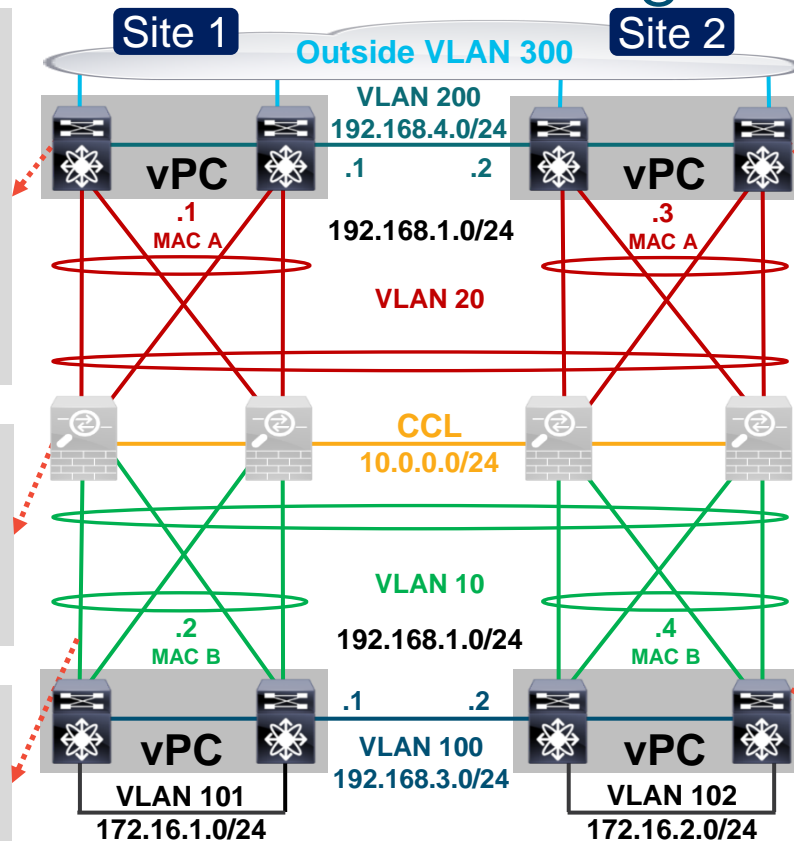 Site 1
Site 2
Outside VLAN 300
VLAN 200
192.168.4.0/24
vPC
.1
.2
vPC
.1
MAC A
192.168.1.0/24
.3
MAC A
VLAN 20
CCL
10.0.0.0/24
VLAN 10
.2
MAC B
192.168.1.0/24
.4
MAC B
.1
.2
vPC
VLAN 100
192.168.3.0/24
vPC
VLAN 101
172.16.1.0/24
VLAN 102
172.16.2.0/24